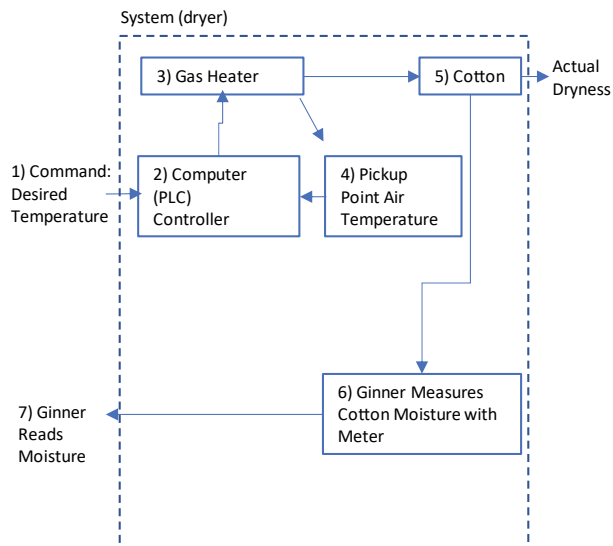 System (dryer)
3) Gas Heater
5) Cotton
Actual
Dryness
1) Command:
Desired
Temperature
2) Computer
(PLC)
Controller
4) Pickup
Point Air
Temperature
6) Ginner Measures
Cotton Moisture with
Meter
7) Ginner
Reads
Moisture